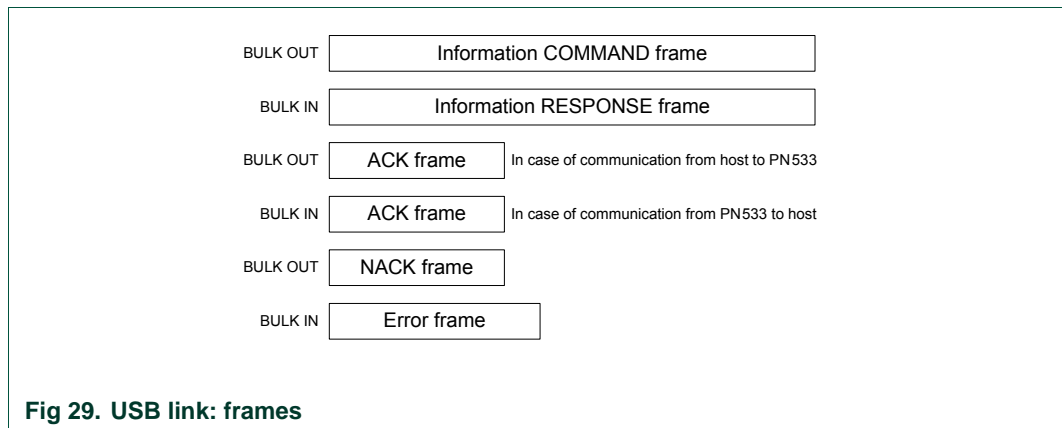 BULK OUT Information COMMAND frame
BULK IN Information RESPONSE frame
BULK OUT ACK frame In case of communication from host to PN533
BULK IN ACK frame In case of communication from PN533 to host
BULK OUT NACK frame
BULK IN Error frame
Fig 29. USB link: frames